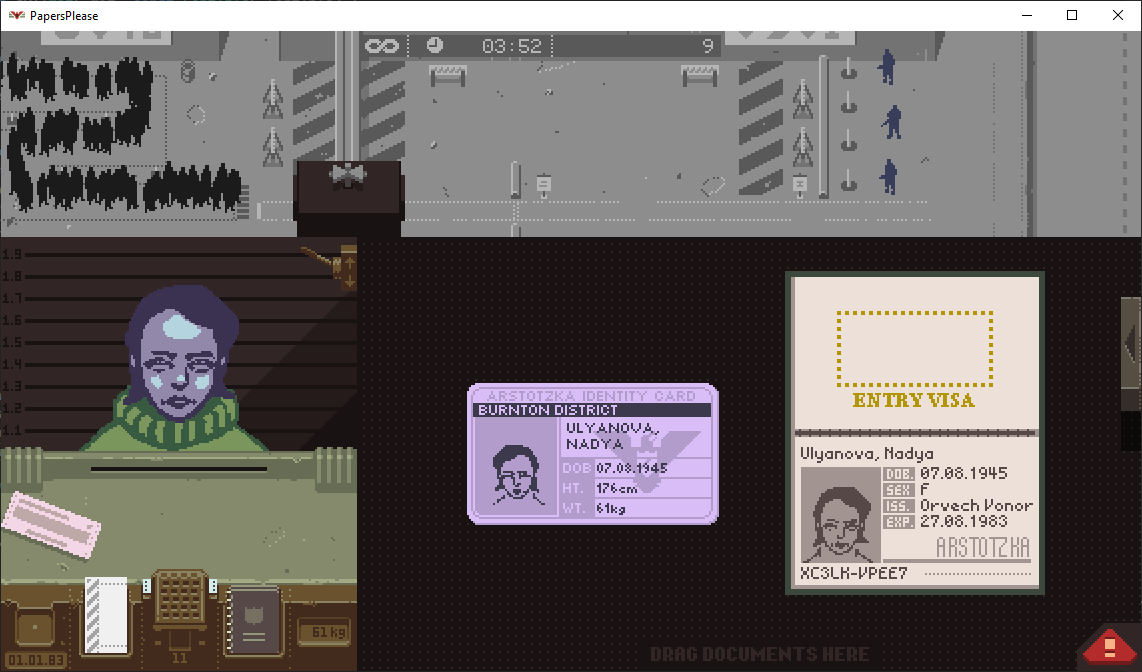 PapersPlease
03:52
9
1.9
1.8
1.7
1.6
1.5
1.4
1.3
1.2
1.1
ARSTOTZKA IDENTITY CARD
BURNTON DISTRICT
ULYANOVA,
NADYA
DOB 07.08.1945
HT. 176cm
WT. 61kg
ENTRY VISA
Ulyanova, Nadya
DOB. 07.08.1945
SEX F
ISS. Orvech Vonor
EXP. 27.08.1983
ARSTOTZKA
XC3LK-VPEE7
61kg
01.01.83
11
DRAG DOCUMENTS HERE